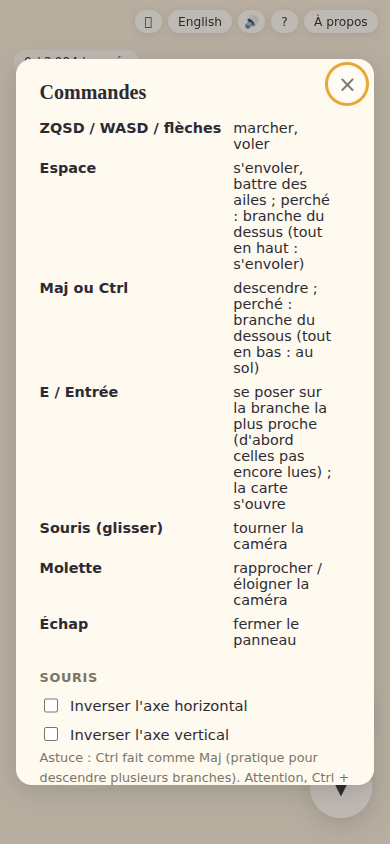 English
?
À propos
Commandes
×
ZQSD / WASD / flèches marcher,
voler
Espace s'envoler,
battre des
ailes ; perché
: branche du
dessus (tout
en haut :
s'envoler)
Maj ou Ctrl descendre ;
perché :
branche du
dessous (tout
en bas : au
sol)
E / Entrée se poser sur
la branche la
plus proche
(d'abord
celles pas
encore lues) ;
la carte
s'ouvre
Souris (glisser) tourner la
caméra
Molette rapprocher /
éloigner la
caméra
Échap fermer le
panneau
SOURIS
Inverser l'axe horizontal
Inverser l'axe vertical
Astuce : Ctrl fait comme Maj (pratique pour
descendre plusieurs branches). Attention, Ctrl +